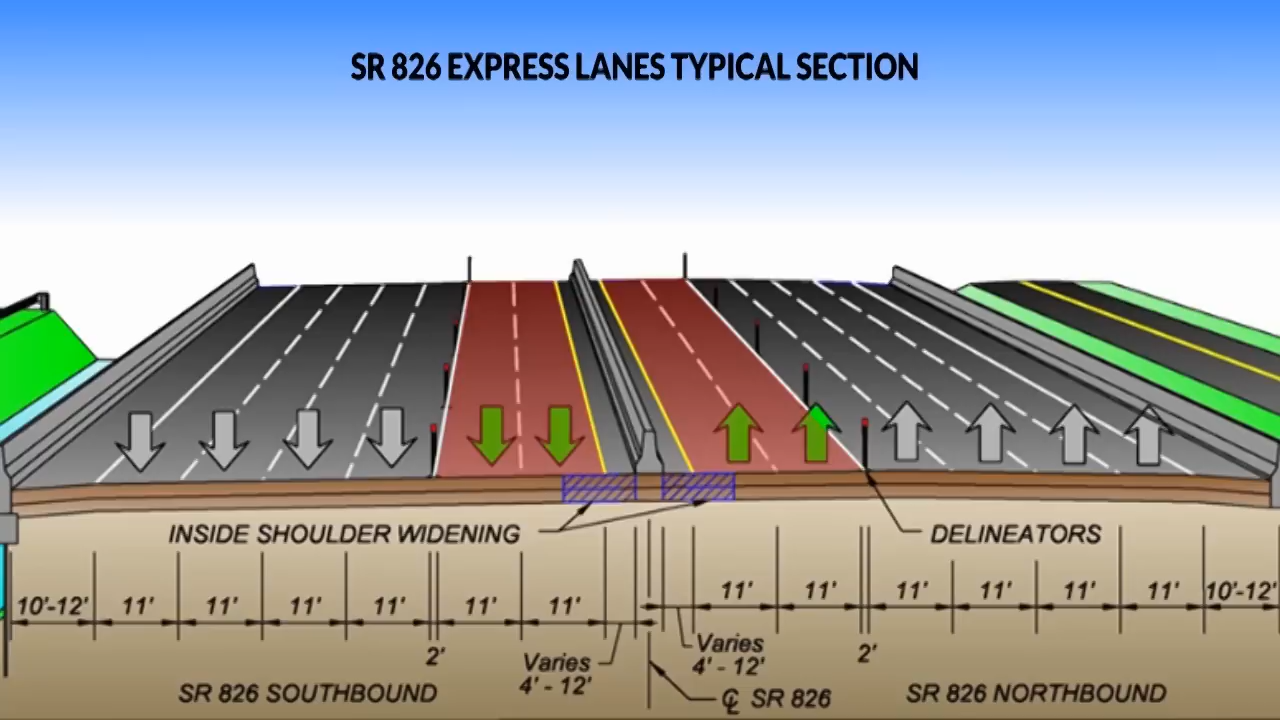 SR 826 EXPRESS LANES TYPICAL SECTION
INSIDE SHOULDER WIDENING
DELINEATORS
10'-12' 11' 11' 11' 11' 11' 11' 11' 11' 11' 11' 11' 11' 10'-12'
2'
Varies
4' - 12'
Varies
4' - 12'
2'
SR 826 SOUTHBOUND
℄ SR 826
SR 826 NORTHBOUND